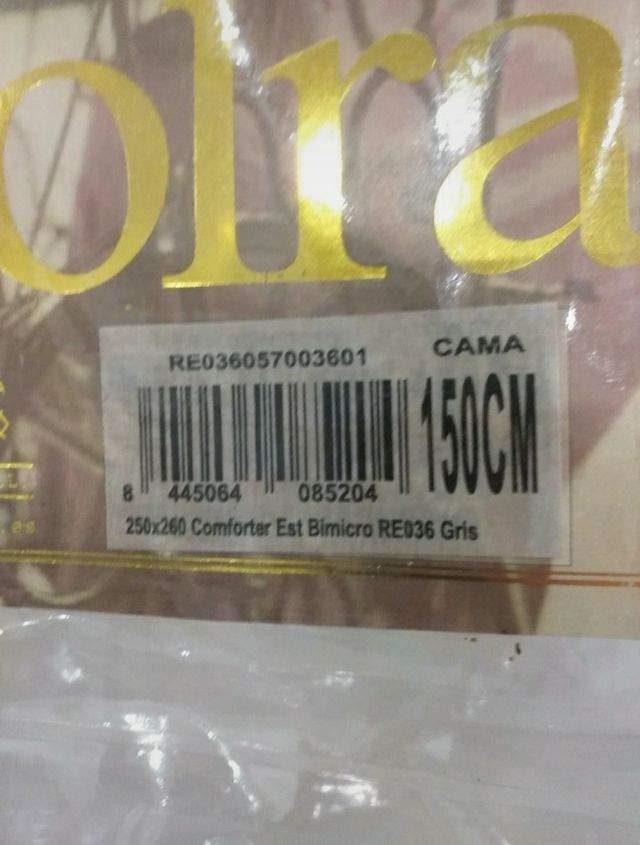 olra
RE036057003601
CAMA
150CM
8 445064 085204
250x260 Comforter Est Bimicro RE036 Gris